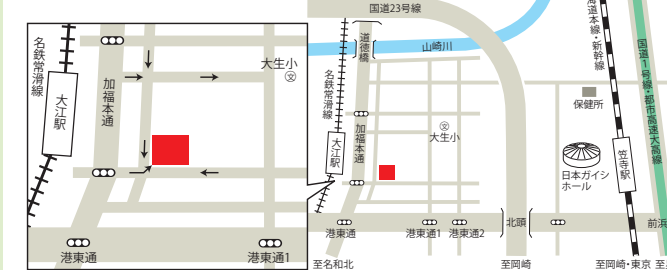 国道23号線
名鉄常滑線
大江駅
加福本通
大生小
文
港東通
港東通1
道徳橋
山崎川
名鉄常滑線
大江駅
加福本通
文
大生小
港東通
港東通1
港東通2
北頭
至名和北
至岡崎
海道本線・新幹線
国道1号線・都市高速大高線
保健所
日本ガイシ
ホール
笠寺駅
前浜
至岡崎・東京
至